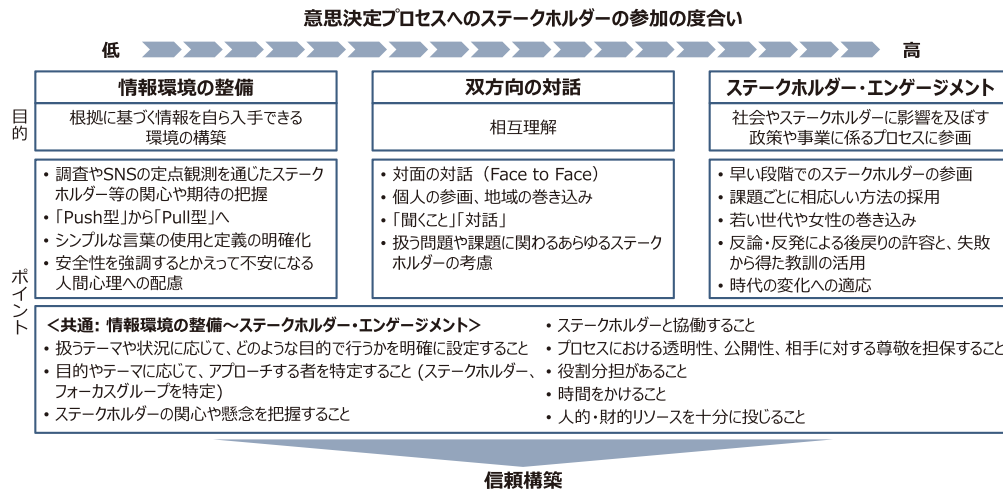 意思決定プロセスへのステークホルダーの参加の度合い
低
高
情報環境の整備
双方向の対話
ステークホルダー・エンゲージメント
目的
根拠に基づく情報を自ら入手できる
環境の構築
相互理解
社会やステークホルダーに影響を及ぼす
政策や事業に係るプロセスに参画
ポイント
• 調査やSNSの定点観測を通じたステーク
ホルダー等の関心や期待の把握
• 「Push型」から「Pull型」へ
• シンプルな言葉の使用と定義の明確化
• 安全性を強調するとかえって不安になる
人間心理への配慮
• 対面の対話（Face to Face）
• 個人の参画、地域の巻き込み
• 「聞くこと」「対話」
• 扱う問題や課題に関わるあらゆるステーク
ホルダーの考慮
• 早い段階でのステークホルダーの参画
• 課題ごとに相応しい方法の採用
• 若い世代や女性の巻き込み
• 反論・反発による後戻りの許容と、失敗
から得た教訓の活用
• 時代の変化への適応
＜共通: 情報環境の整備～ステークホルダー・エンゲージメント＞
• 扱うテーマや状況に応じて、どのような目的で行うかを明確に設定すること
• 目的やテーマに応じて、アプローチする者を特定すること (ステークホルダー、
フォーカスグループを特定)
• ステークホルダーの関心や懸念を把握すること
• ステークホルダーと協働すること
• プロセスにおける透明性、公開性、相手に対する尊敬を担保すること
• 役割分担があること
• 時間をかけること
• 人的・財的リソースを十分に投じること
信頼構築